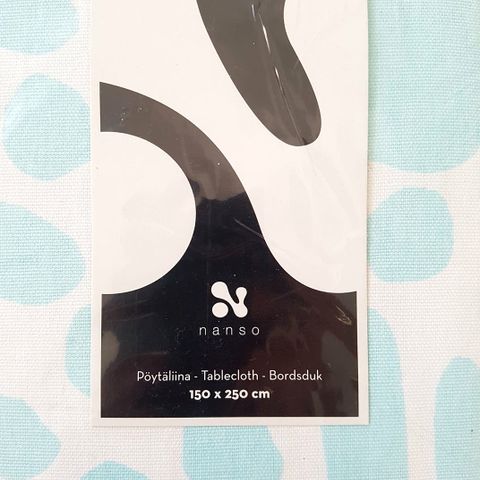 nanso
Pöytäliina - Tablecloth - Bordsduk
150 x 250 cm